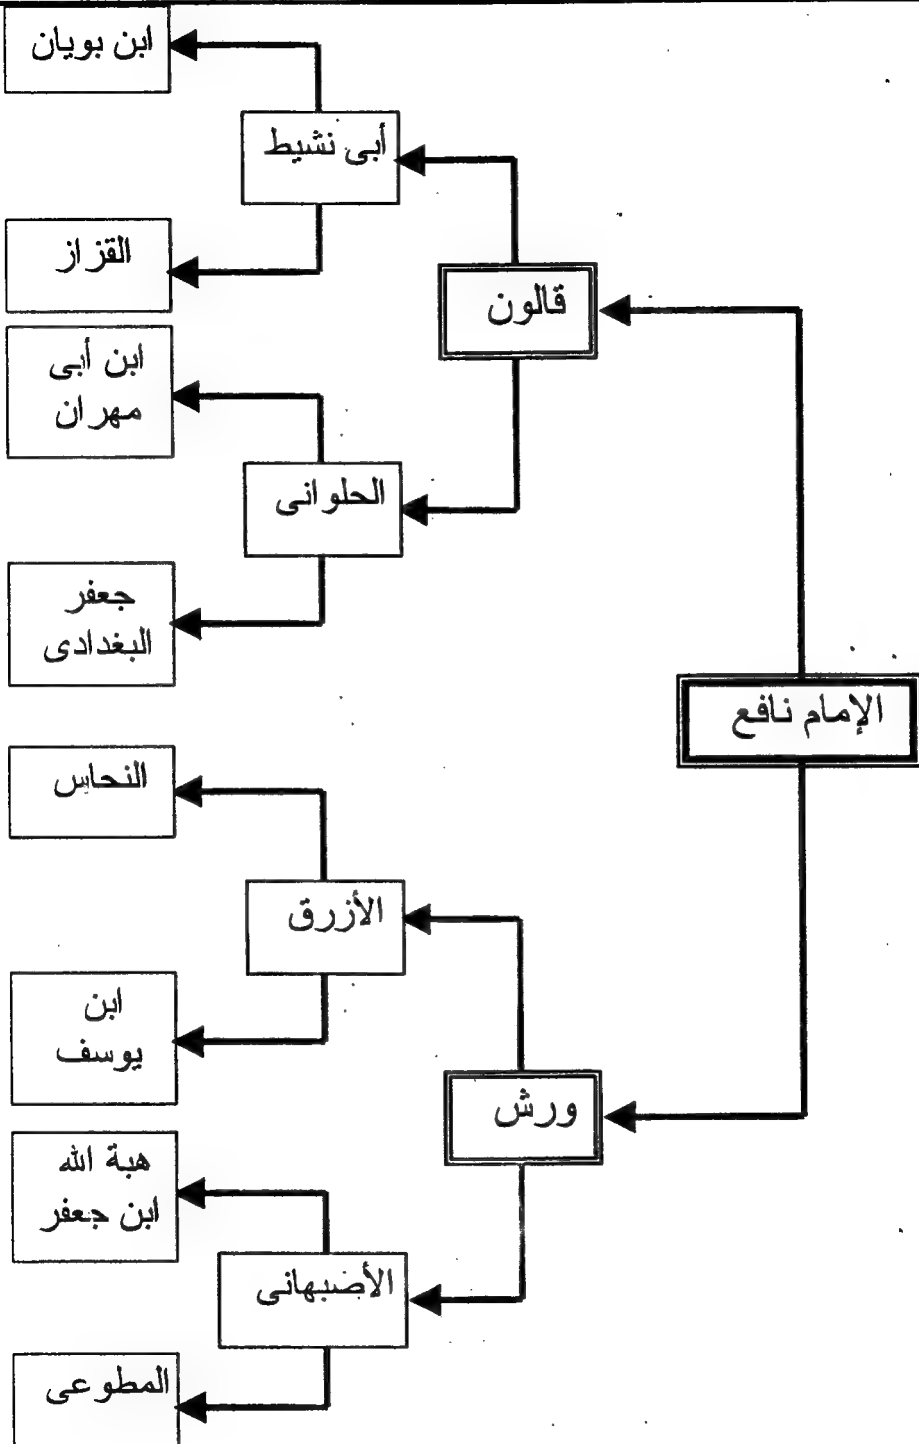 ابن بويان
أبى نشيط
القزاز
قالون
ابن أبى
مهران
الحلوانى
جعفر
البغدادى
الإمام نافع
النحاس
الأزرق
ابن
يوسف
ورش
هبة الله
ابن جعفر
الأضبهانى
المطوعى